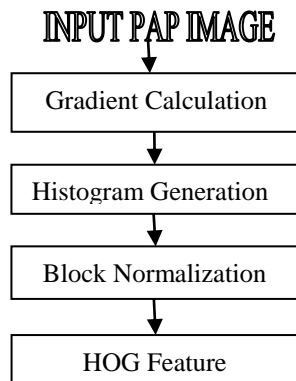 INPUT PAP IMAGE
Gradient Calculation
Histogram Generation
Block Normalization
HOG Feature